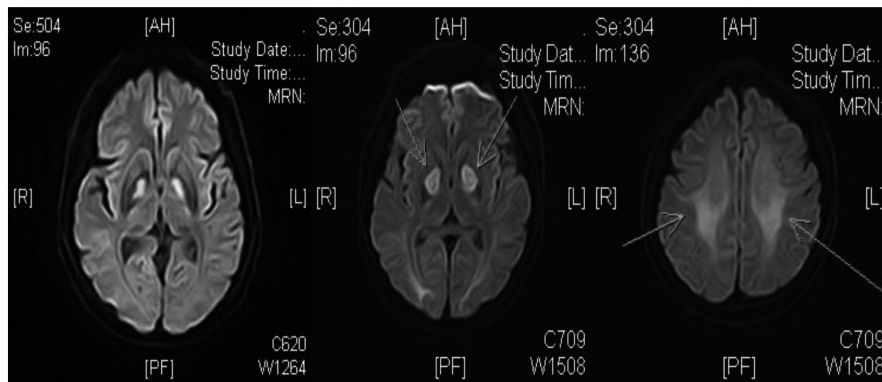 Se:504
Im:96
[AH]
.
Study Date:...
Study Time:...
MRN:
[R]
[L]
[PF]
C620
W1264
Se:304
Im:96
[AH]
.
Study Dat...
Study Tim...
MRN:
[R]
[L]
[PF]
C709
W1508
Se:304
Im:136
[AH]
Study Dat...
Study Tim...
MRN:
[R]
[L]
[PF]
C709
W1508